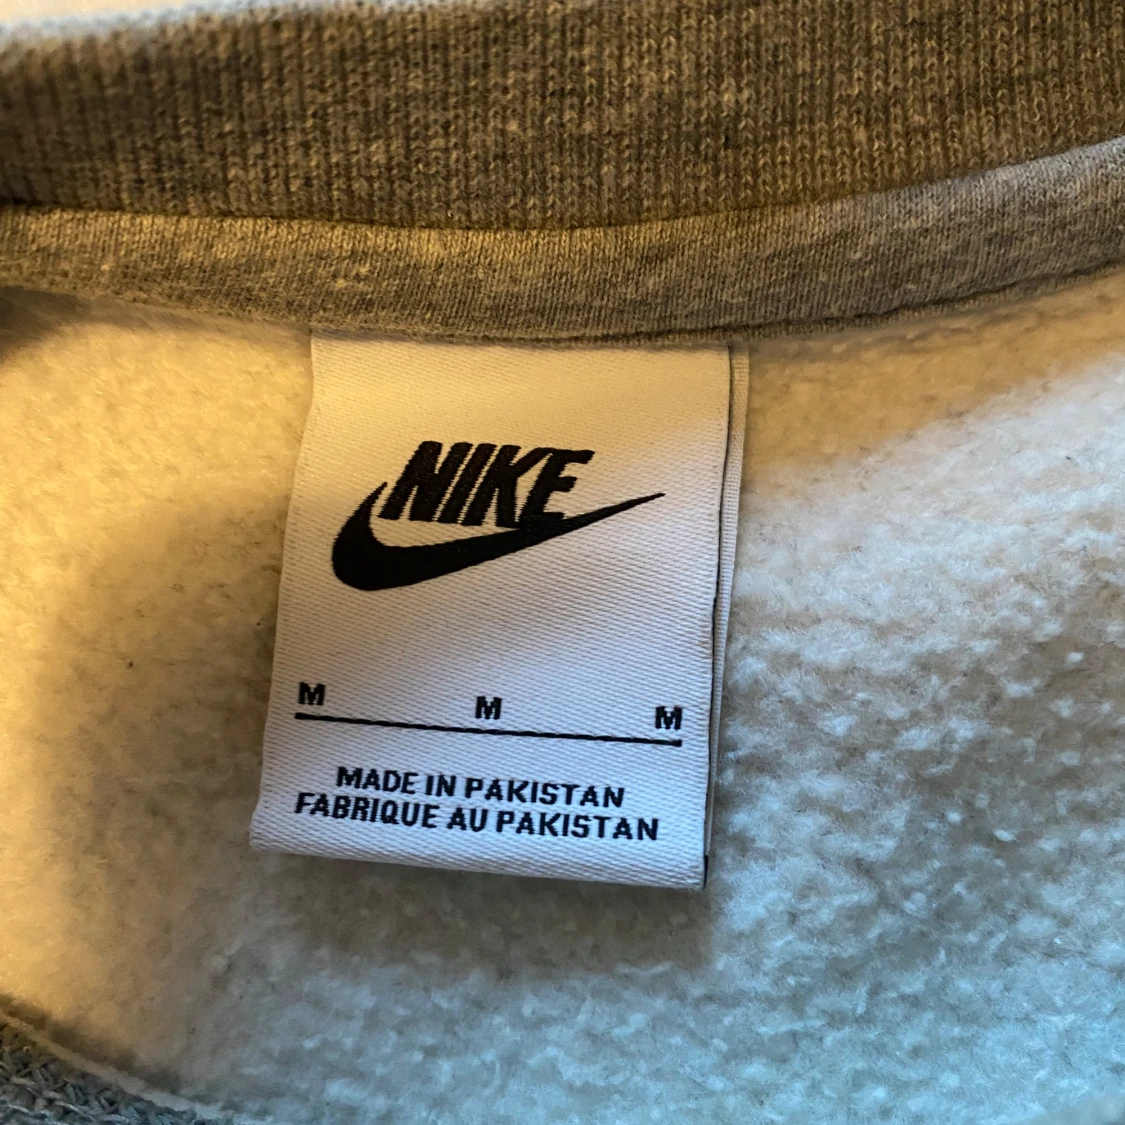 NIKE
M M M
MADE IN PAKISTAN
FABRIQUE AU PAKISTAN